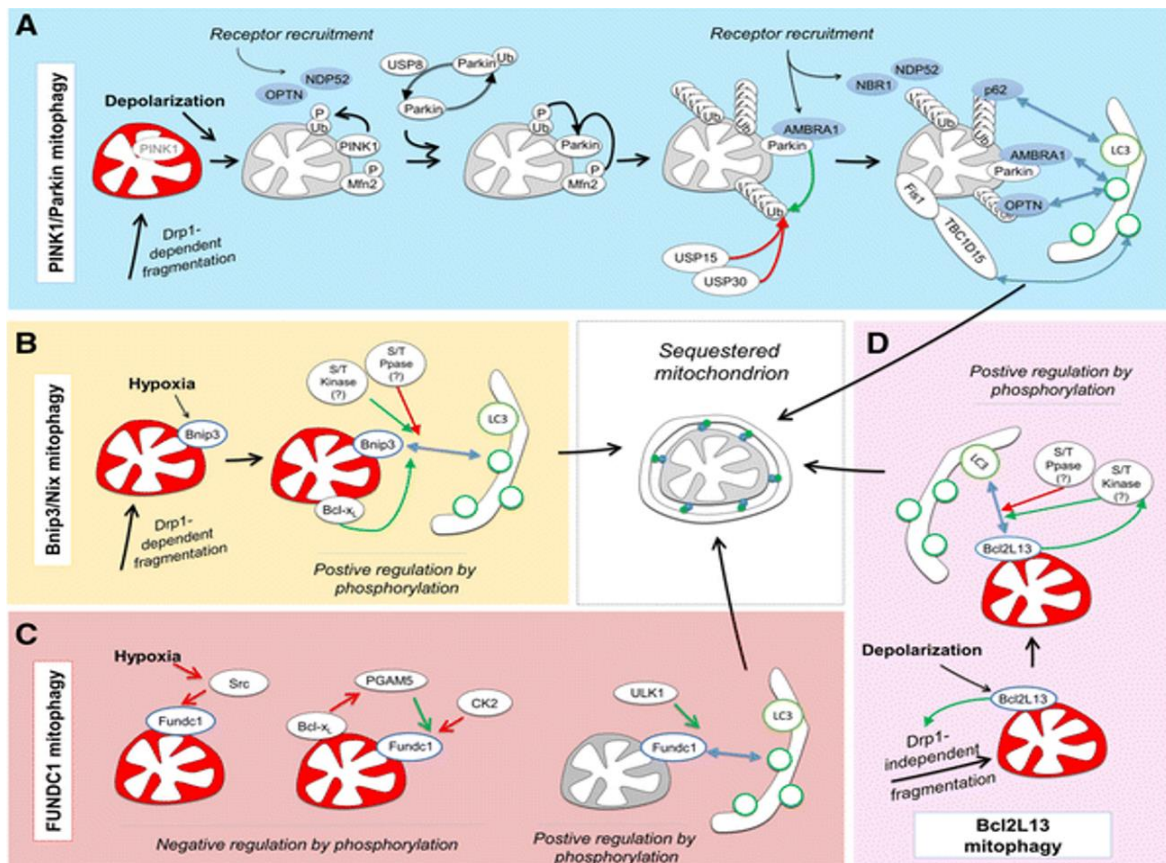 A
PINK1/Parkin mitophagy
Receptor recruitment
NDP52
OPTN
Depolarization
PINK1
Drp1-
dependent
fragmentation
P
Ub
PINK1
P
Mfn2
USP8
Parkin
Ub
Parkin
P
Ub
Parkin
P
Mfn2
Receptor recruitment
NDP52
NBR1
Ub
Ub
AMBRA1
Parkin
Ub
USP15
USP30
p62
Ub
Ub
AMBRA1
Parkin
OPTN
Fis1
TBC1D15
LC3
B
Bnip3/Nix mitophagy
Hypoxia
Bnip3
Drp1-
dependent
fragmentation
S/T
Kinase
(?)
S/T
Ppase
(?)
Bnip3
Bcl-xL
LC3
Postive regulation by
phosphorylation
Sequestered
mitochondrion
C
FUNDC1 mitophagy
Hypoxia
Src
Fundc1
PGAM5
Bcl-xL
CK2
Fundc1
Negative regulation by phosphorylation
ULK1
Fundc1
LC3
Postive regulation by
phosphorylation
D
Postive regulation by
phosphorylation
LC3
S/T
Ppase
(?)
S/T
Kinase
(?)
Bcl2L13
Depolarization
Bcl2L13
Drp1-
independent
fragmentation
Bcl2L13
mitophagy